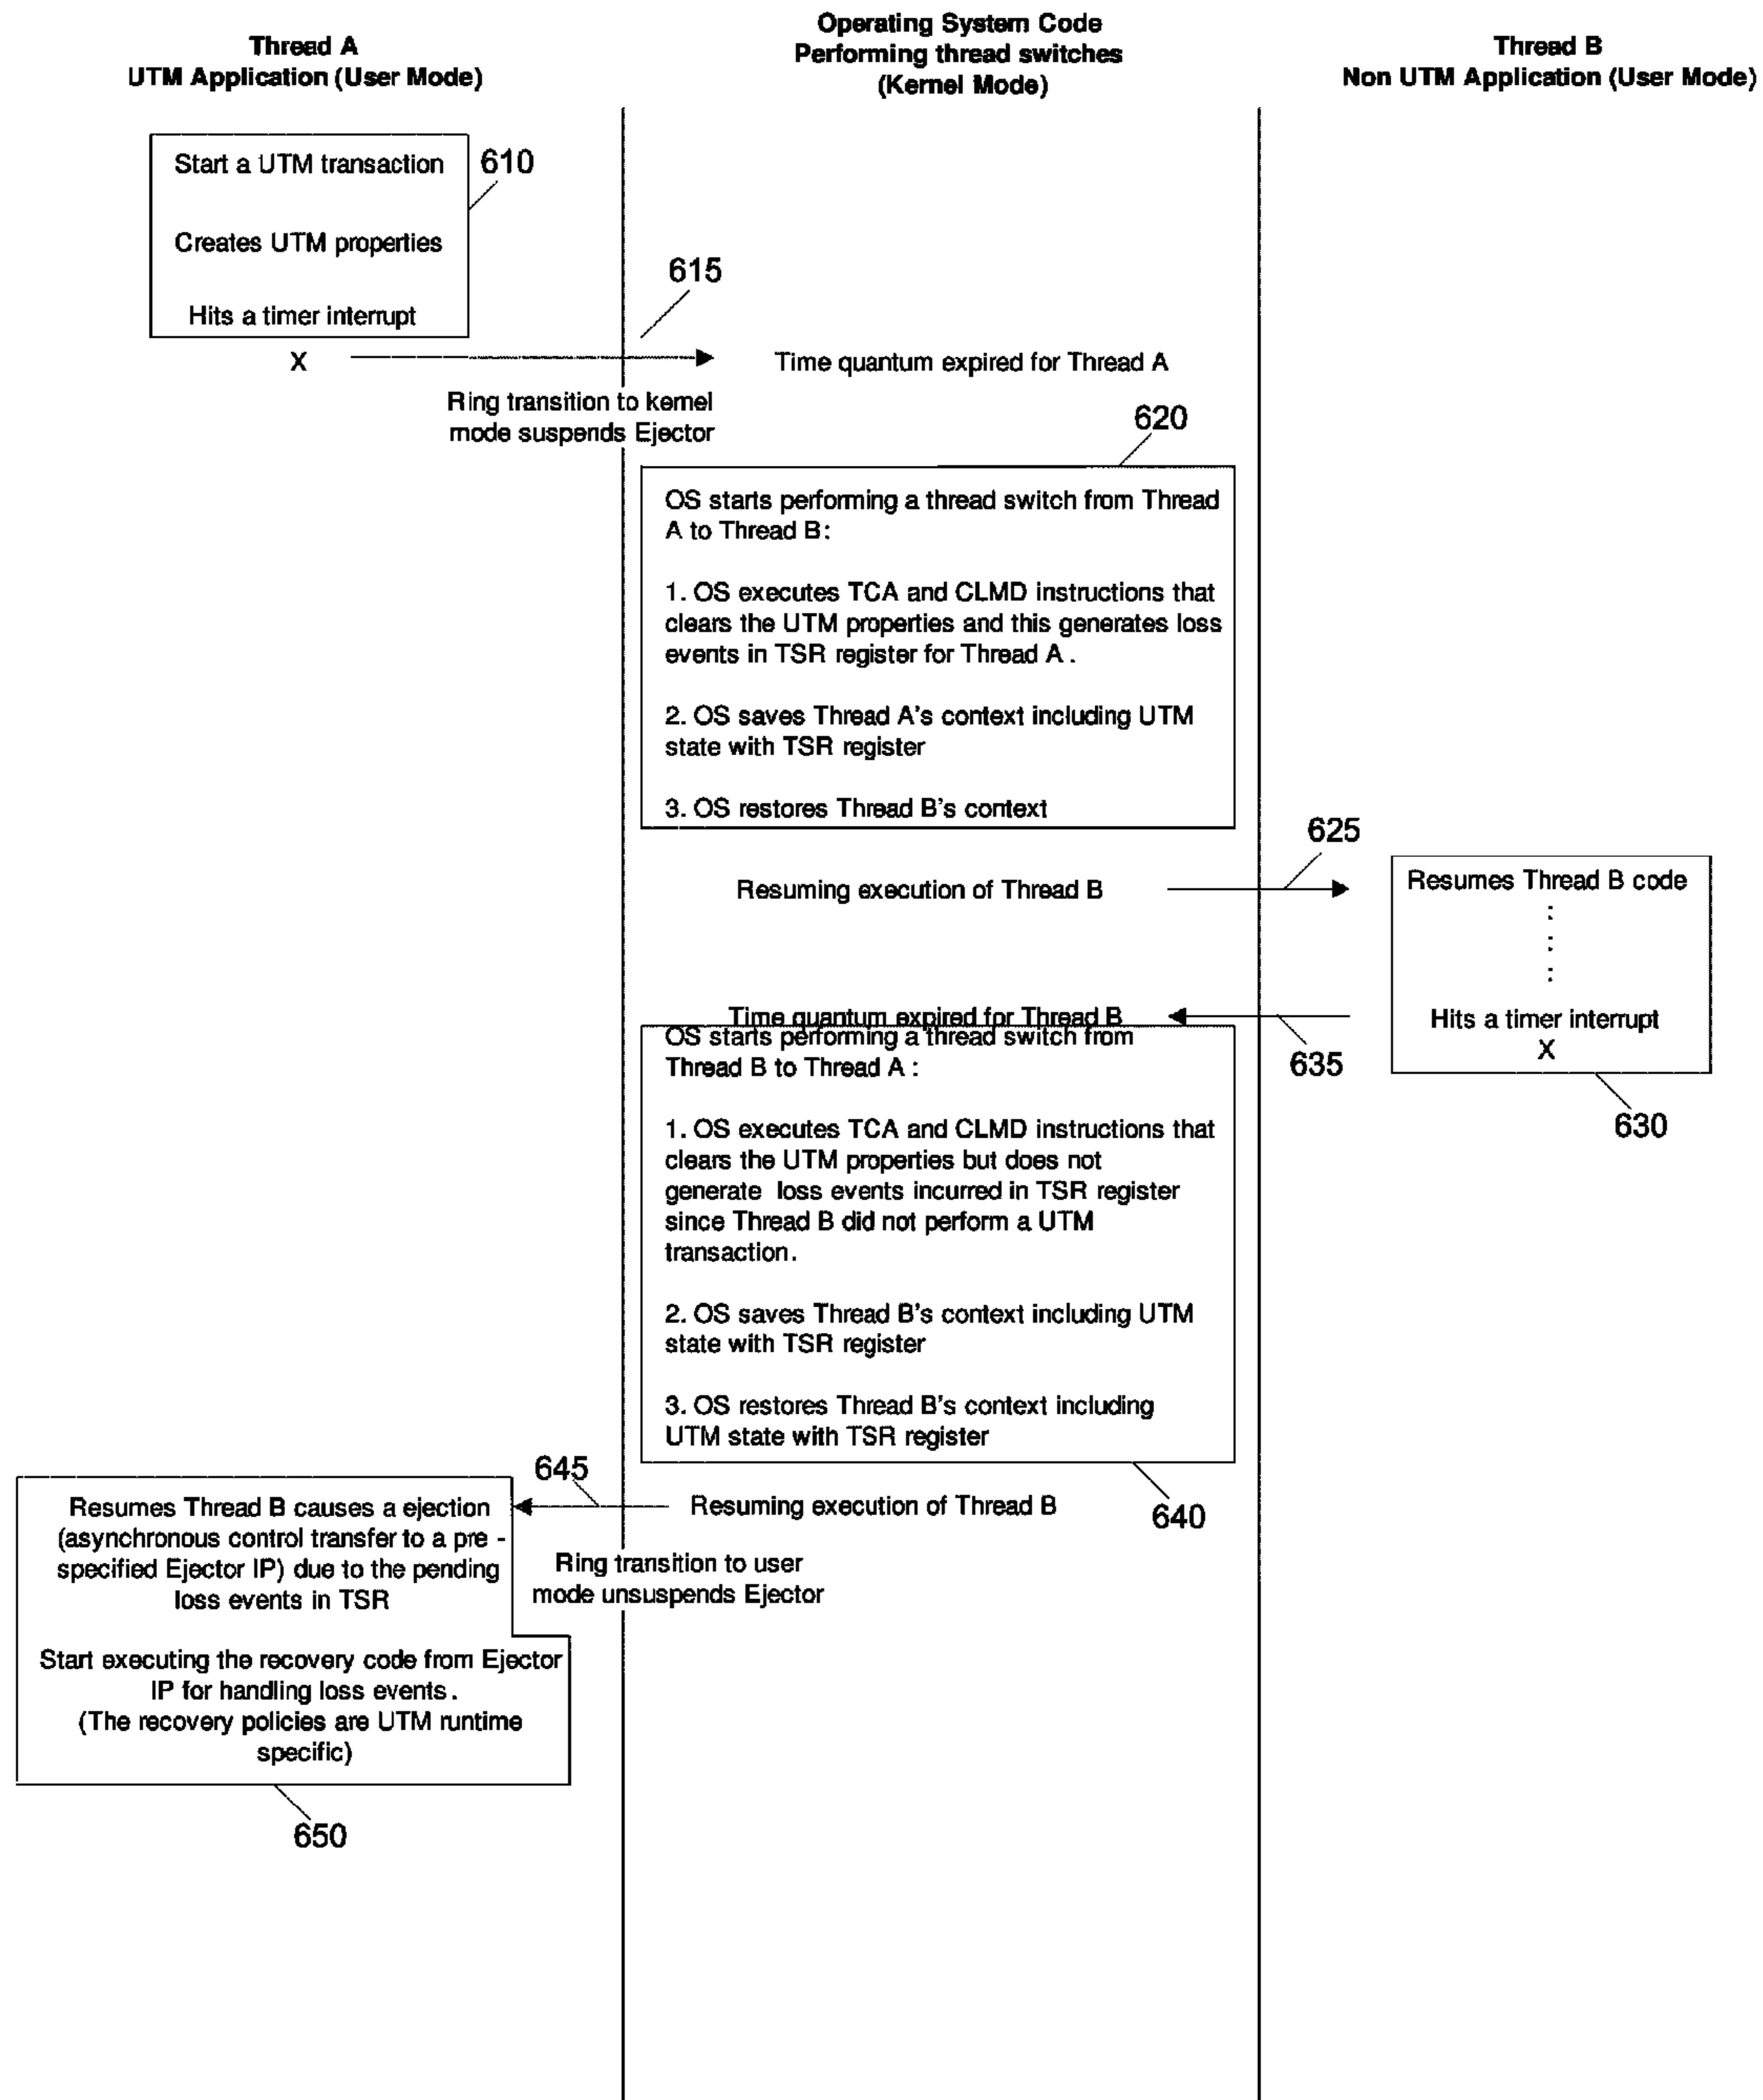 Thread A
UTM Application (User Mode)
Operating System Code
Performing thread switches
(Kernel Mode)
Thread B
Non UTM Application (User Mode)
Start a UTM transaction
610
Creates UTM properties
Hits a timer interrupt
615
X
Time quantum expired for Thread A
Ring transition to kernel
mode suspends Ejector
620
OS starts performing a thread switch from Thread
A to Thread B:
1. OS executes TCA and CLMD instructions that
clears the UTM properties and this generates loss
events in TSR register for Thread A .
2. OS saves Thread A's context including UTM
state with TSR register
3. OS restores Thread B's context
625
Resuming execution of Thread B
Resumes Thread B code
:
:
:
Time quantum expired for Thread B
Hits a timer interrupt
X
635
630
OS starts performing a thread switch from
Thread B to Thread A :
1. OS executes TCA and CLMD instructions that
clears the UTM properties but does not
generate loss events incurred in TSR register
since Thread B did not perform a UTM
transaction.
2. OS saves Thread B's context including UTM
state with TSR register
3. OS restores Thread B's context including
UTM state with TSR register
640
645
Resuming execution of Thread B
Ring transition to user
mode unsuspends Ejector
Resumes Thread B causes a ejection
(asynchronous control transfer to a pre -
specified Ejector IP) due to the pending
loss events in TSR
Start executing the recovery code from Ejector
IP for handling loss events .
(The recovery policies are UTM runtime
specific)
650